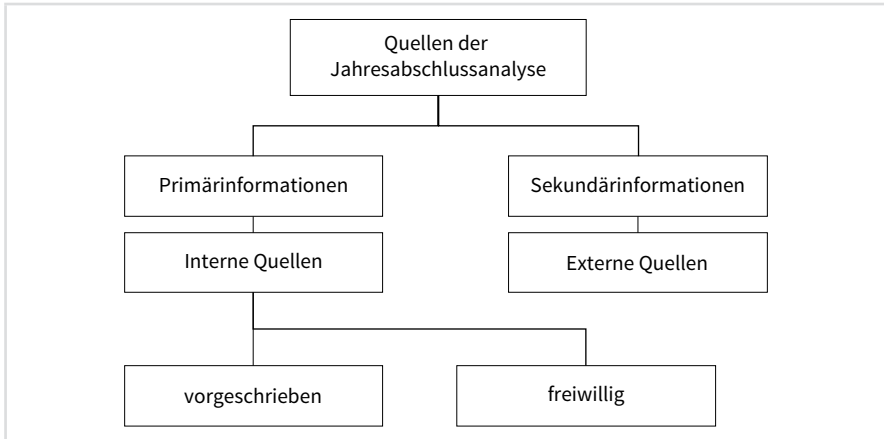 Quellen der
Jahresabschlussanalyse
Primärinformationen
Sekundärinformationen
Interne Quellen
Externe Quellen
vorgeschrieben
freiwillig